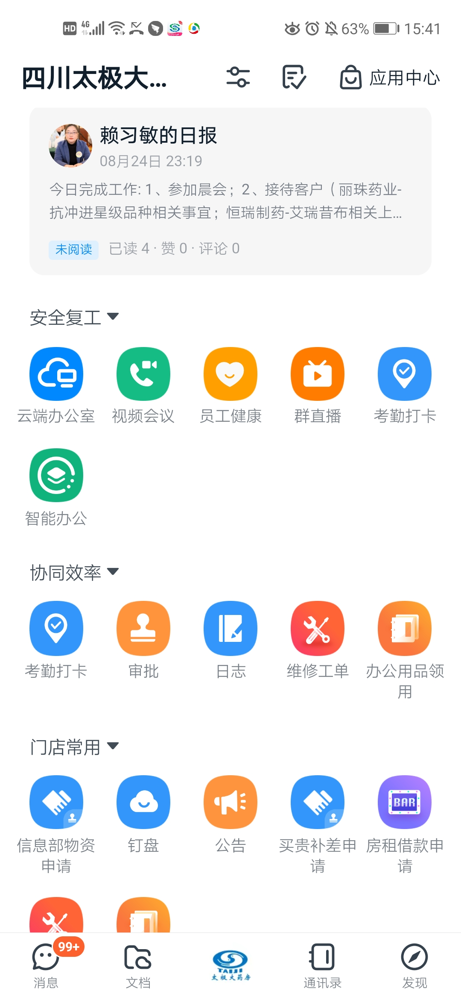 HD 4G 63% 15:41
四川太极大... 应用中心
赖习敏的日报
08月24日 23:19
今日完成工作: 1、参加晨会；2、接待客户（丽珠药业-
抗冲进星级品种相关事宜；恒瑞制药-艾瑞昔布相关上...
未阅读 已读 4 · 赞 0 · 评论 0
安全复工
云端办公室 视频会议 员工健康 群直播 考勤打卡
智能办公
协同效率
考勤打卡 审批 日志 维修工单 办公用品领
用
门店常用
BAR
信息部物资 钉盘 公告 买贵补差申 房租借款申
申请 请 请
99+
TAIJI
太极大药房
消息 文档 通讯录 发现